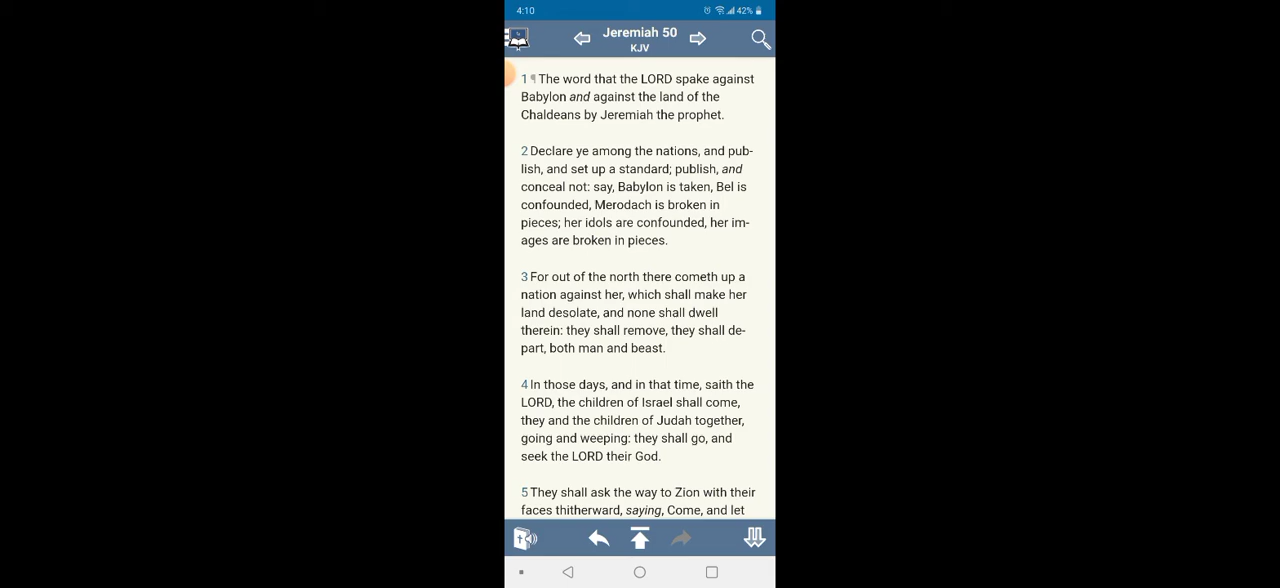 4:10
42%
Jeremiah 50
KJV
1 ¶ The word that the LORD spake against
Babylon and against the land of the
Chaldeans by Jeremiah the prophet.
2 Declare ye among the nations, and pub-
lish, and set up a standard; publish, and
conceal not: say, Babylon is taken, Bel is
confounded, Merodach is broken in
pieces; her idols are confounded, her im-
ages are broken in pieces.
3 For out of the north there cometh up a
nation against her, which shall make her
land desolate, and none shall dwell
therein: they shall remove, they shall de-
part, both man and beast.
4 In those days, and in that time, saith the
LORD, the children of Israel shall come,
they and the children of Judah together,
going and weeping: they shall go, and
seek the LORD their God.
5 They shall ask the way to Zion with their
faces thitherward, saying, Come, and let